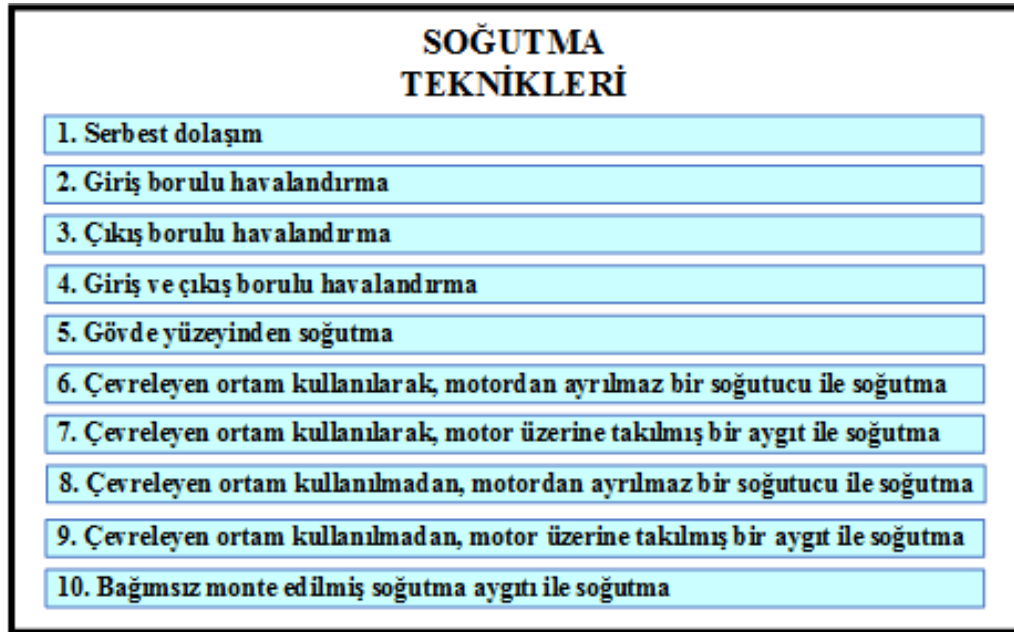 SOĞUTMA
TEKNİKLERİ
1. Serbest dolaşım
2. Giriş borulu havalandırma
3. Çıkış borulu havalandırma
4. Giriş ve çıkış borulu havalandırma
5. Gövde yüzeyinden soğutma
6. Çevreleyen ortam kullanılarak, motordan ayrılmaz bir soğutucu ile soğutma
7. Çevreleyen ortam kullanılarak, motor üzerine takılmış bir aygıt ile soğutma
8. Çevreleyen ortam kullanılmadan, motordan ayrılmaz bir soğutucu ile soğutma
9. Çevreleyen ortam kullanılmadan, motor üzerine takılmış bir aygıt ile soğutma
10. Bağımsız monte edilmiş soğutma aygıtı ile soğutma